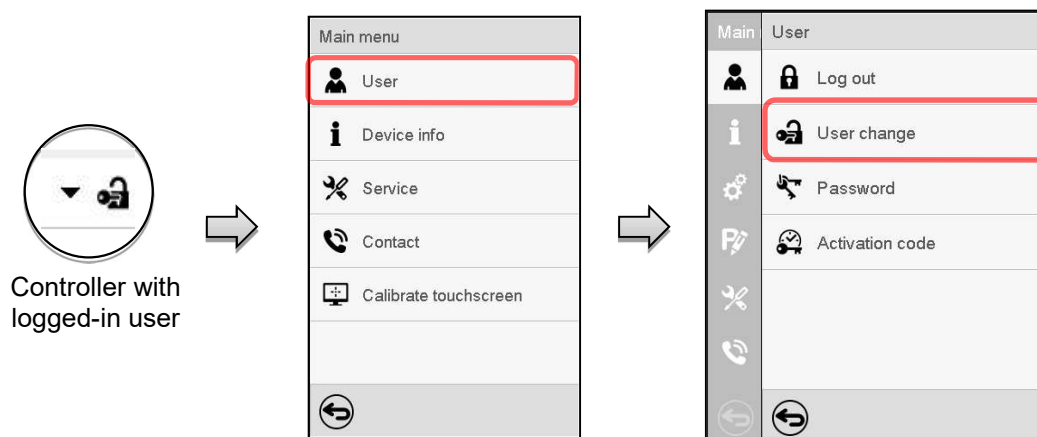 Controller with
logged-in user
Main menu
User
Device info
Service
Contact
Calibrate touchscreen
Main
User
Log out
User change
Password
Activation code